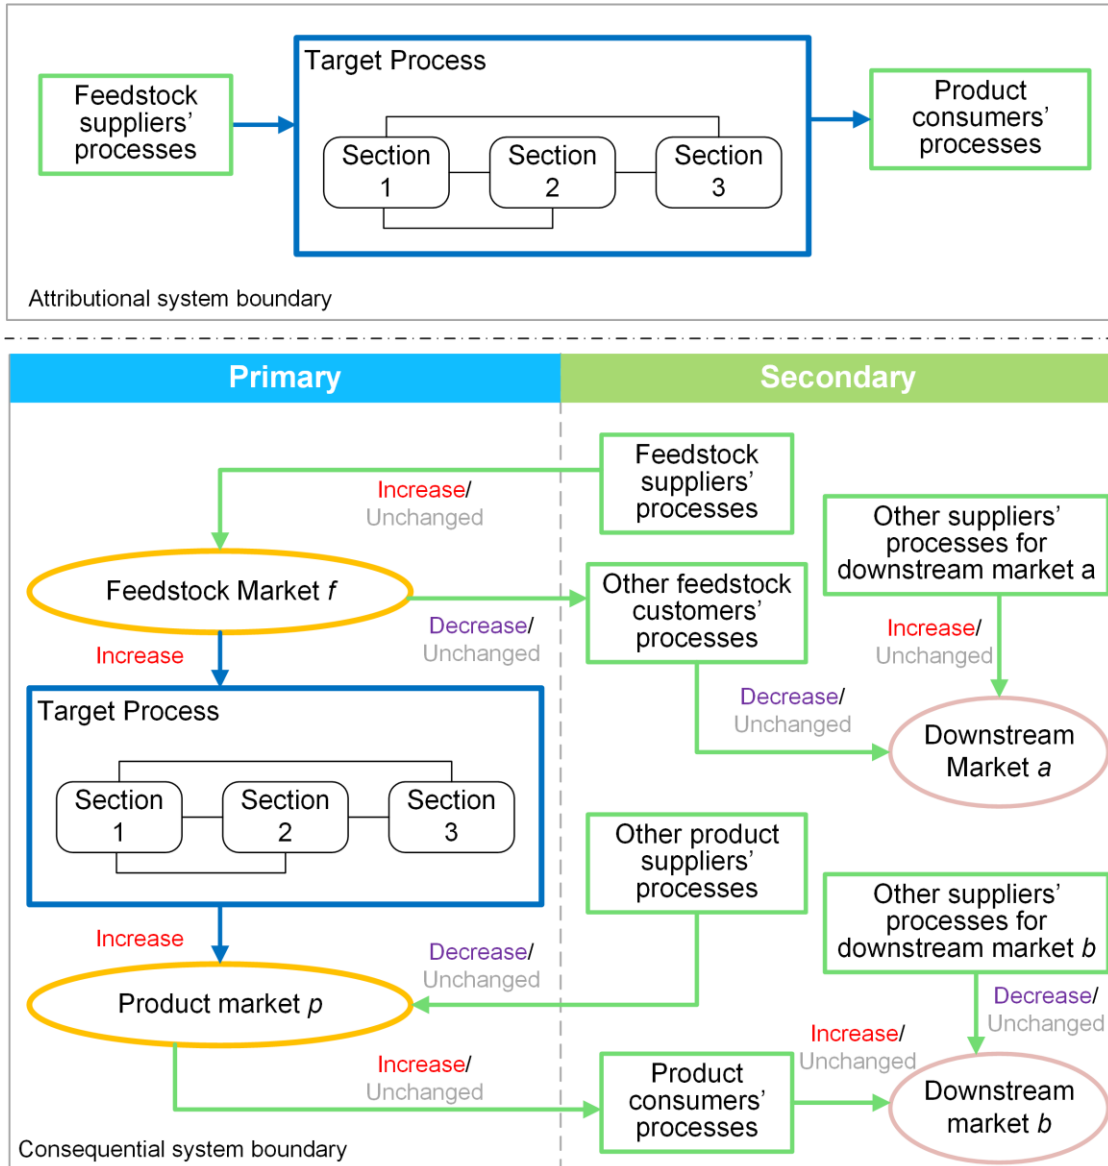 Target Process
Feedstock
suppliers'
processes
Section
1
Section
2
Section
3
Product
consumers'
processes
Attributional system boundary
Primary
Secondary
Feedstock
suppliers'
processes
Increase/
Unchanged
Other suppliers'
processes for
downstream market a
Feedstock Market f
Other feedstock
customers'
processes
Decrease/
Unchanged
Increase
Increase/
Unchanged
Target Process
Decrease/
Unchanged
Downstream
Market a
Section
1
Section
2
Section
3
Other product
suppliers'
processes
Other suppliers'
processes for
downstream market b
Increase
Decrease/
Unchanged
Product market p
Decrease/
Unchanged
Increase/
Unchanged
Increase/
Unchanged
Product
consumers'
processes
Downstream
market b
Consequential system boundary